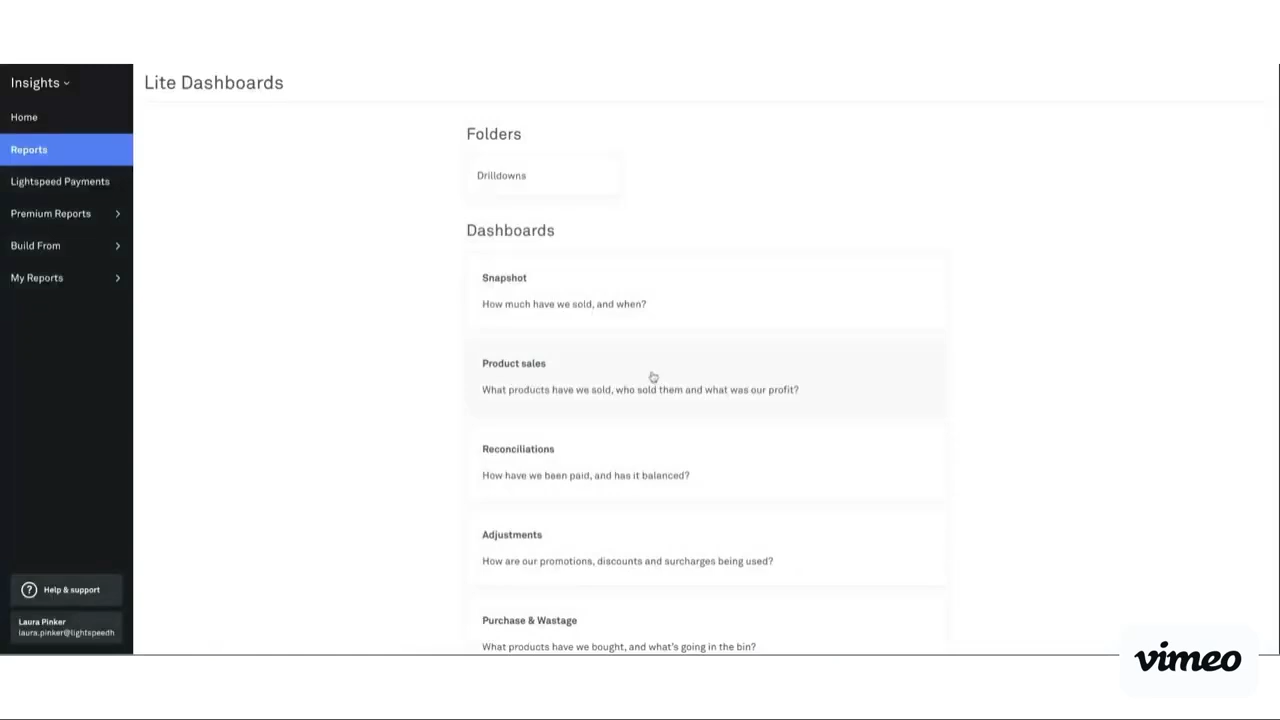 Insights
Home
Reports
Lightspeed Payments
Premium Reports
Build From
My Reports
Help & support
Laura Pinker
laura.pinker@lightspeedh
Lite Dashboards
Folders
Drilldowns
Dashboards
Snapshot
How much have we sold, and when?
Product sales
What products have we sold, who sold them and what was our profit?
Reconciliations
How have we been paid, and has it balanced?
Adjustments
How are our promotions, discounts and surcharges being used?
Purchase & Wastage
What products have we bought, and what's going in the bin?
vimeo